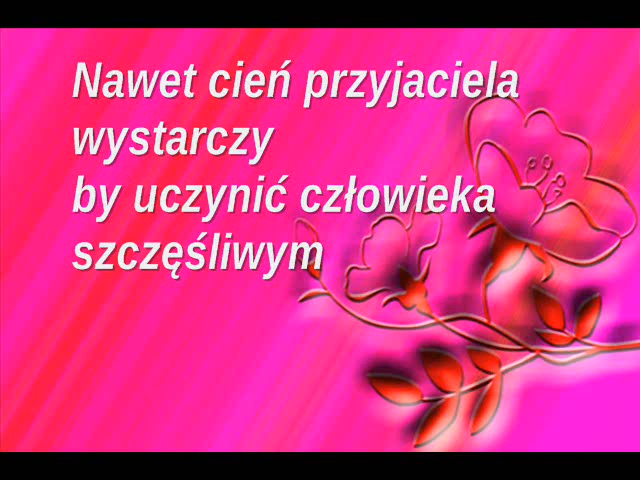 Nawet cień przyjaciela
wystarczy
by uczynić człowieka
szczęśliwym